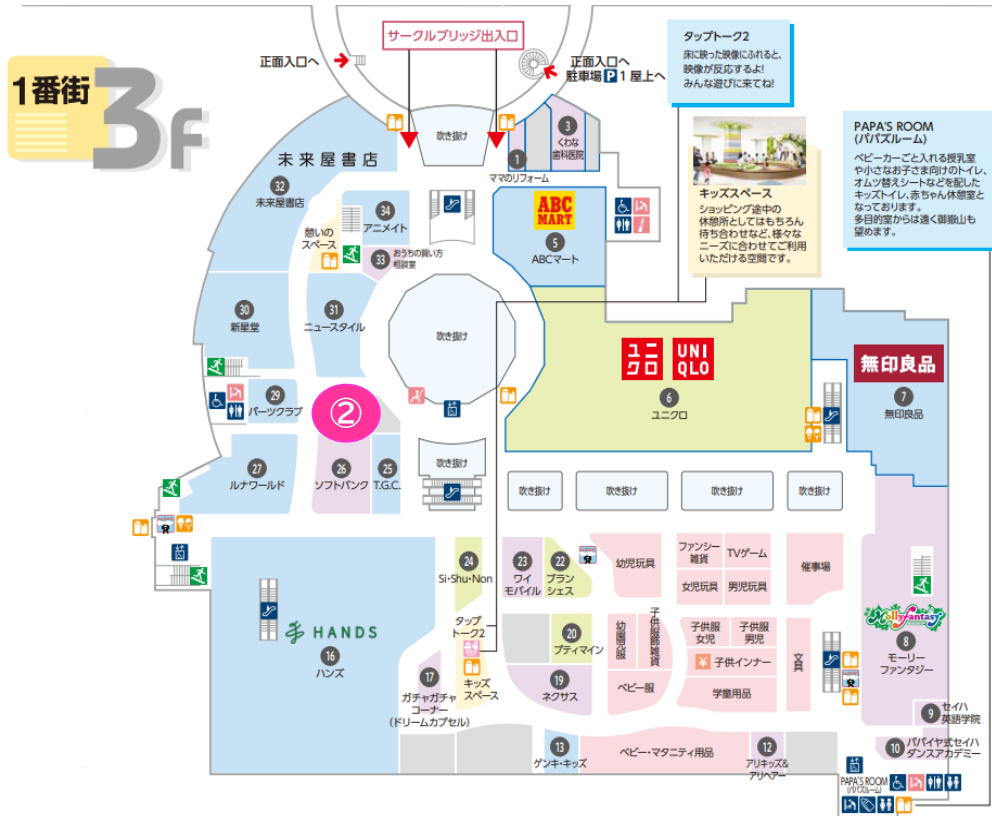 1番街
3F
サークルブリッジ出入口
正面入口へ
正面入口へ
駐車場 P 1 屋上へ
タップトーク2
床に映った映像にふれると、
映像が反応するよ!
みんな遊びに来てね!
キッズスペース
ショッピング途中の
休憩所としてはもちろん
待ち合わせなど、様々な
ニーズに合わせてご利用
いただける空間です。
PAPA'S ROOM
(パパズルーム)
ベビーカーごと入れる授乳室
や小さなお子さま向けのトイレ、
オムツ替えシートなどを配した
キッズトイレ、赤ちゃん休憩室と
なっております。
多目的室からは遠く御嶽山も
望めます。
吹き抜け
1
ママのリフォーム
3
くわな
歯科医院
未来屋書店
32
未来屋書店
34
アニメイト
憩いの
スペース
33
おうちの買い方
相談室
ABC
MART
5
ABCマート
30
新星堂
31
ニュースタイル
吹き抜け
ユニ
クロ
UNI
QLO
6
ユニクロ
無印良品
7
無印良品
29
パーツクラブ
②
27
ルナワールド
26
ソフトバンク
25
T.G.C.
吹き抜け
吹き抜け
吹き抜け
吹き抜け
吹き抜け
HANDS
16
ハンズ
24
Si・Shu・Non
23
ワイ
モバイル
22
ブラン
シェス
幼児玩具
ファンシー
雑貨
TVゲーム
女児玩具
男児玩具
催事場
タップ
トーク2
キッズ
スペース
20
プティマイン
幼園児服
子供服飾雑貨
子供服
女児
子供服
男児
¥ 子供インナー
文具
Mollyfantasy
8
モーリー
ファンタジー
17
ガチャガチャ
コーナー
(ドリームカプセル)
19
ネクサス
ベビー服
学童用品
9
セイハ
英語学院
10
パパイヤ式セイハ
ダンスアカデミー
13
ゲンキ・キッズ
ベビー・マタニティ用品
12
アリキッズ&
アリヘアー
PAPA'S ROOM
(パパズルーム)